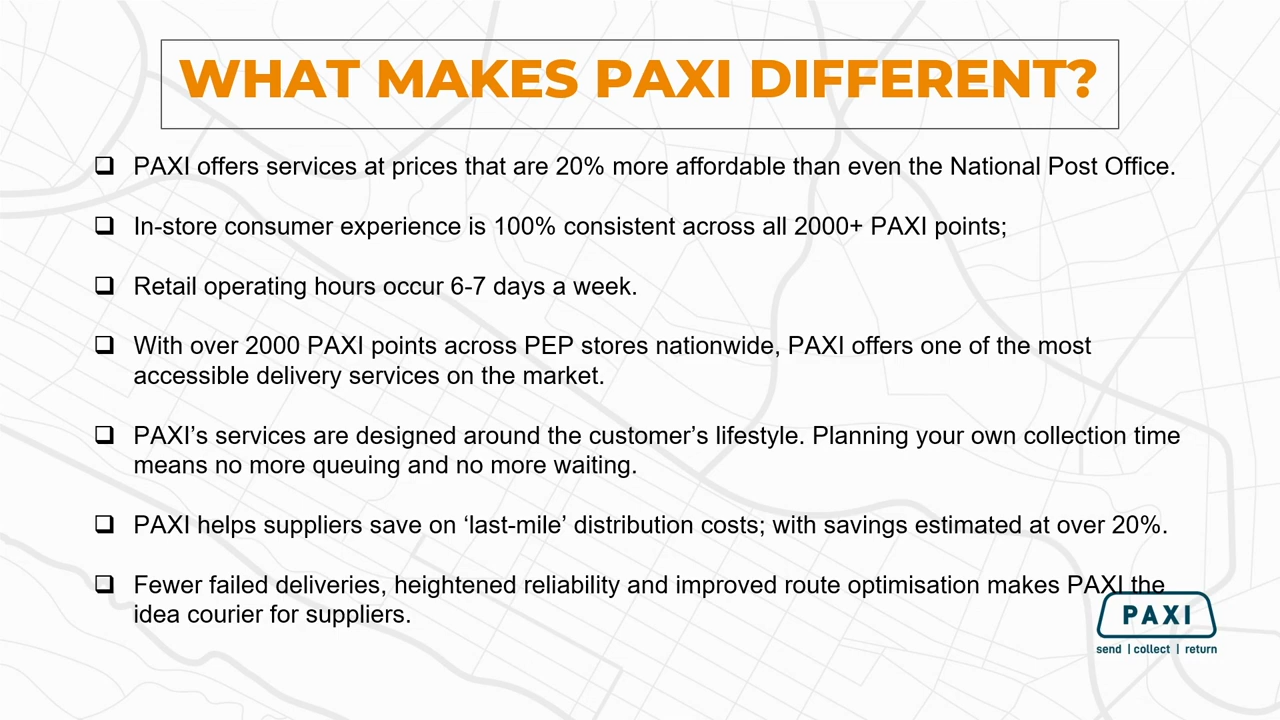 WHAT MAKES PAXI DIFFERENT?
❑ PAXI offers services at prices that are 20% more affordable than even the National Post Office.
❑ In-store consumer experience is 100% consistent across all 2000+ PAXI points;
❑ Retail operating hours occur 6-7 days a week.
❑ With over 2000 PAXI points across PEP stores nationwide, PAXI offers one of the most
accessible delivery services on the market.
❑ PAXI’s services are designed around the customer’s lifestyle. Planning your own collection time
means no more queuing and no more waiting.
❑ PAXI helps suppliers save on ‘last-mile’ distribution costs; with savings estimated at over 20%.
❑ Fewer failed deliveries, heightened reliability and improved route optimisation makes PAXI the
idea courier for suppliers.
PAXI
send | collect | return